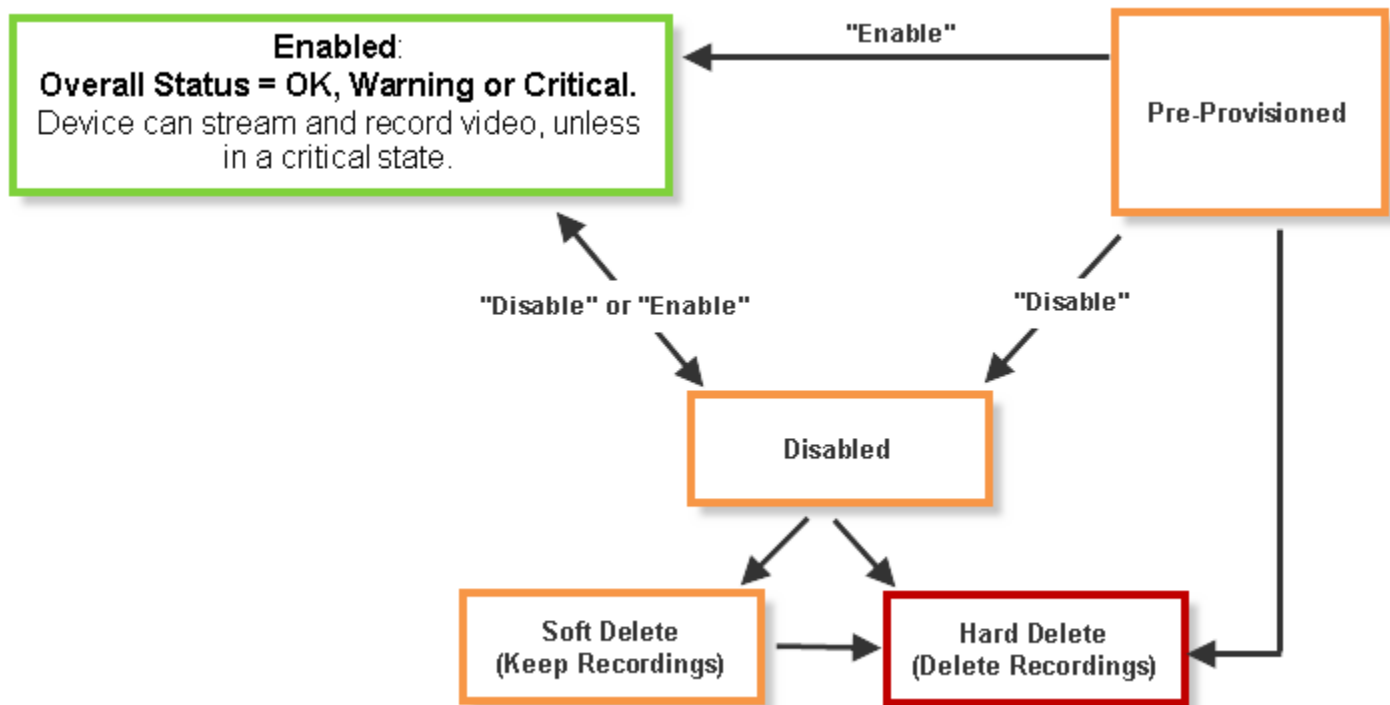 "Enable"
Enabled:
Overall Status = OK, Warning or Critical.
Device can stream and record video, unless
in a critical state.
Pre-Provisioned
"Disable" or "Enable"
"Disable"
Disabled
Soft Delete
(Keep Recordings)
Hard Delete
(Delete Recordings)